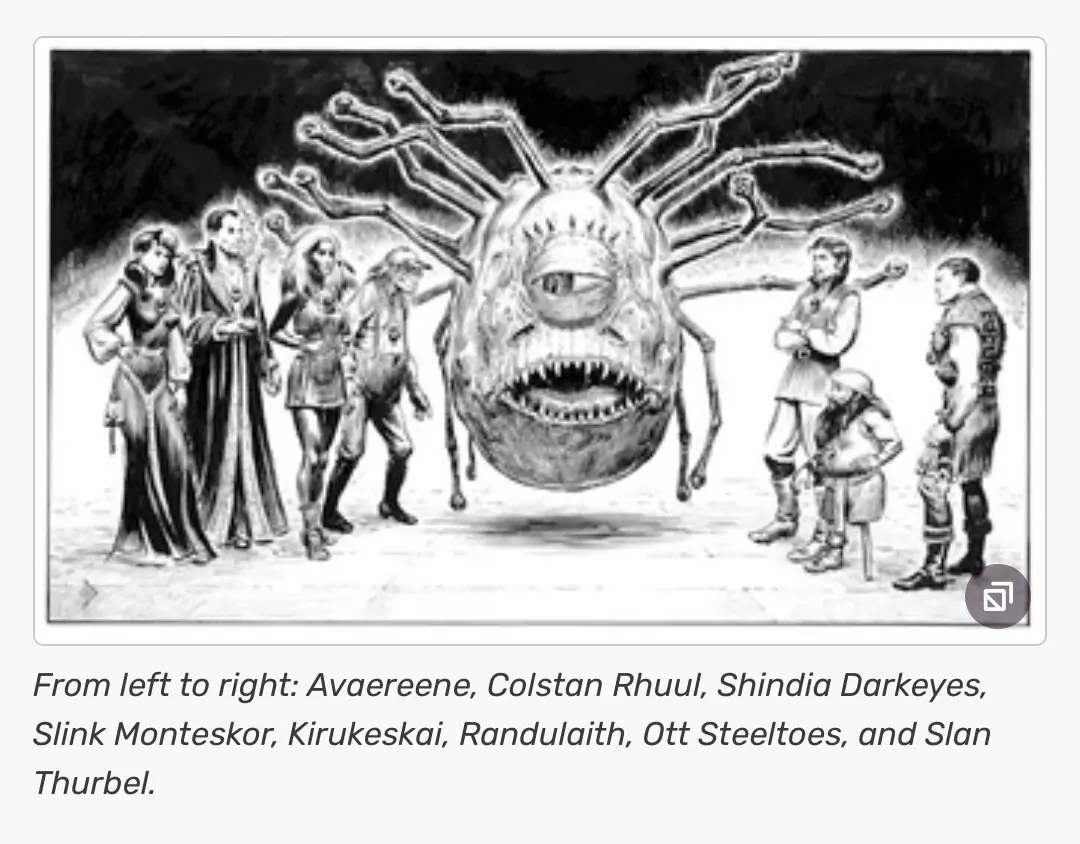 From left to right: Avaereene, Colstan Rhuul, Shindia Darkeyes,
Slink Monteskor, Kirukeskai, Randulaith, Ott Steeltoes, and Slan
Thurbel.